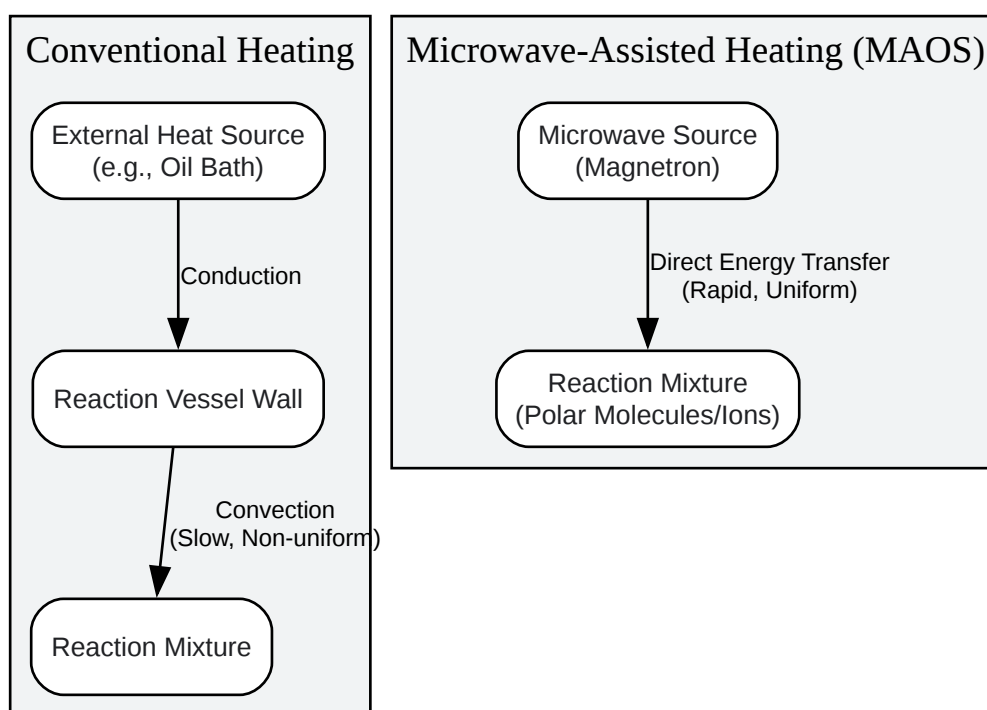 Conventional Heating
External Heat Source
(e.g., Oil Bath)
Conduction
Reaction Vessel Wall
Convection
(Slow, Non-uniform)
Reaction Mixture
Microwave-Assisted Heating (MAOS)
Microwave Source
(Magnetron)
Direct Energy Transfer
(Rapid, Uniform)
Reaction Mixture
(Polar Molecules/Ions)